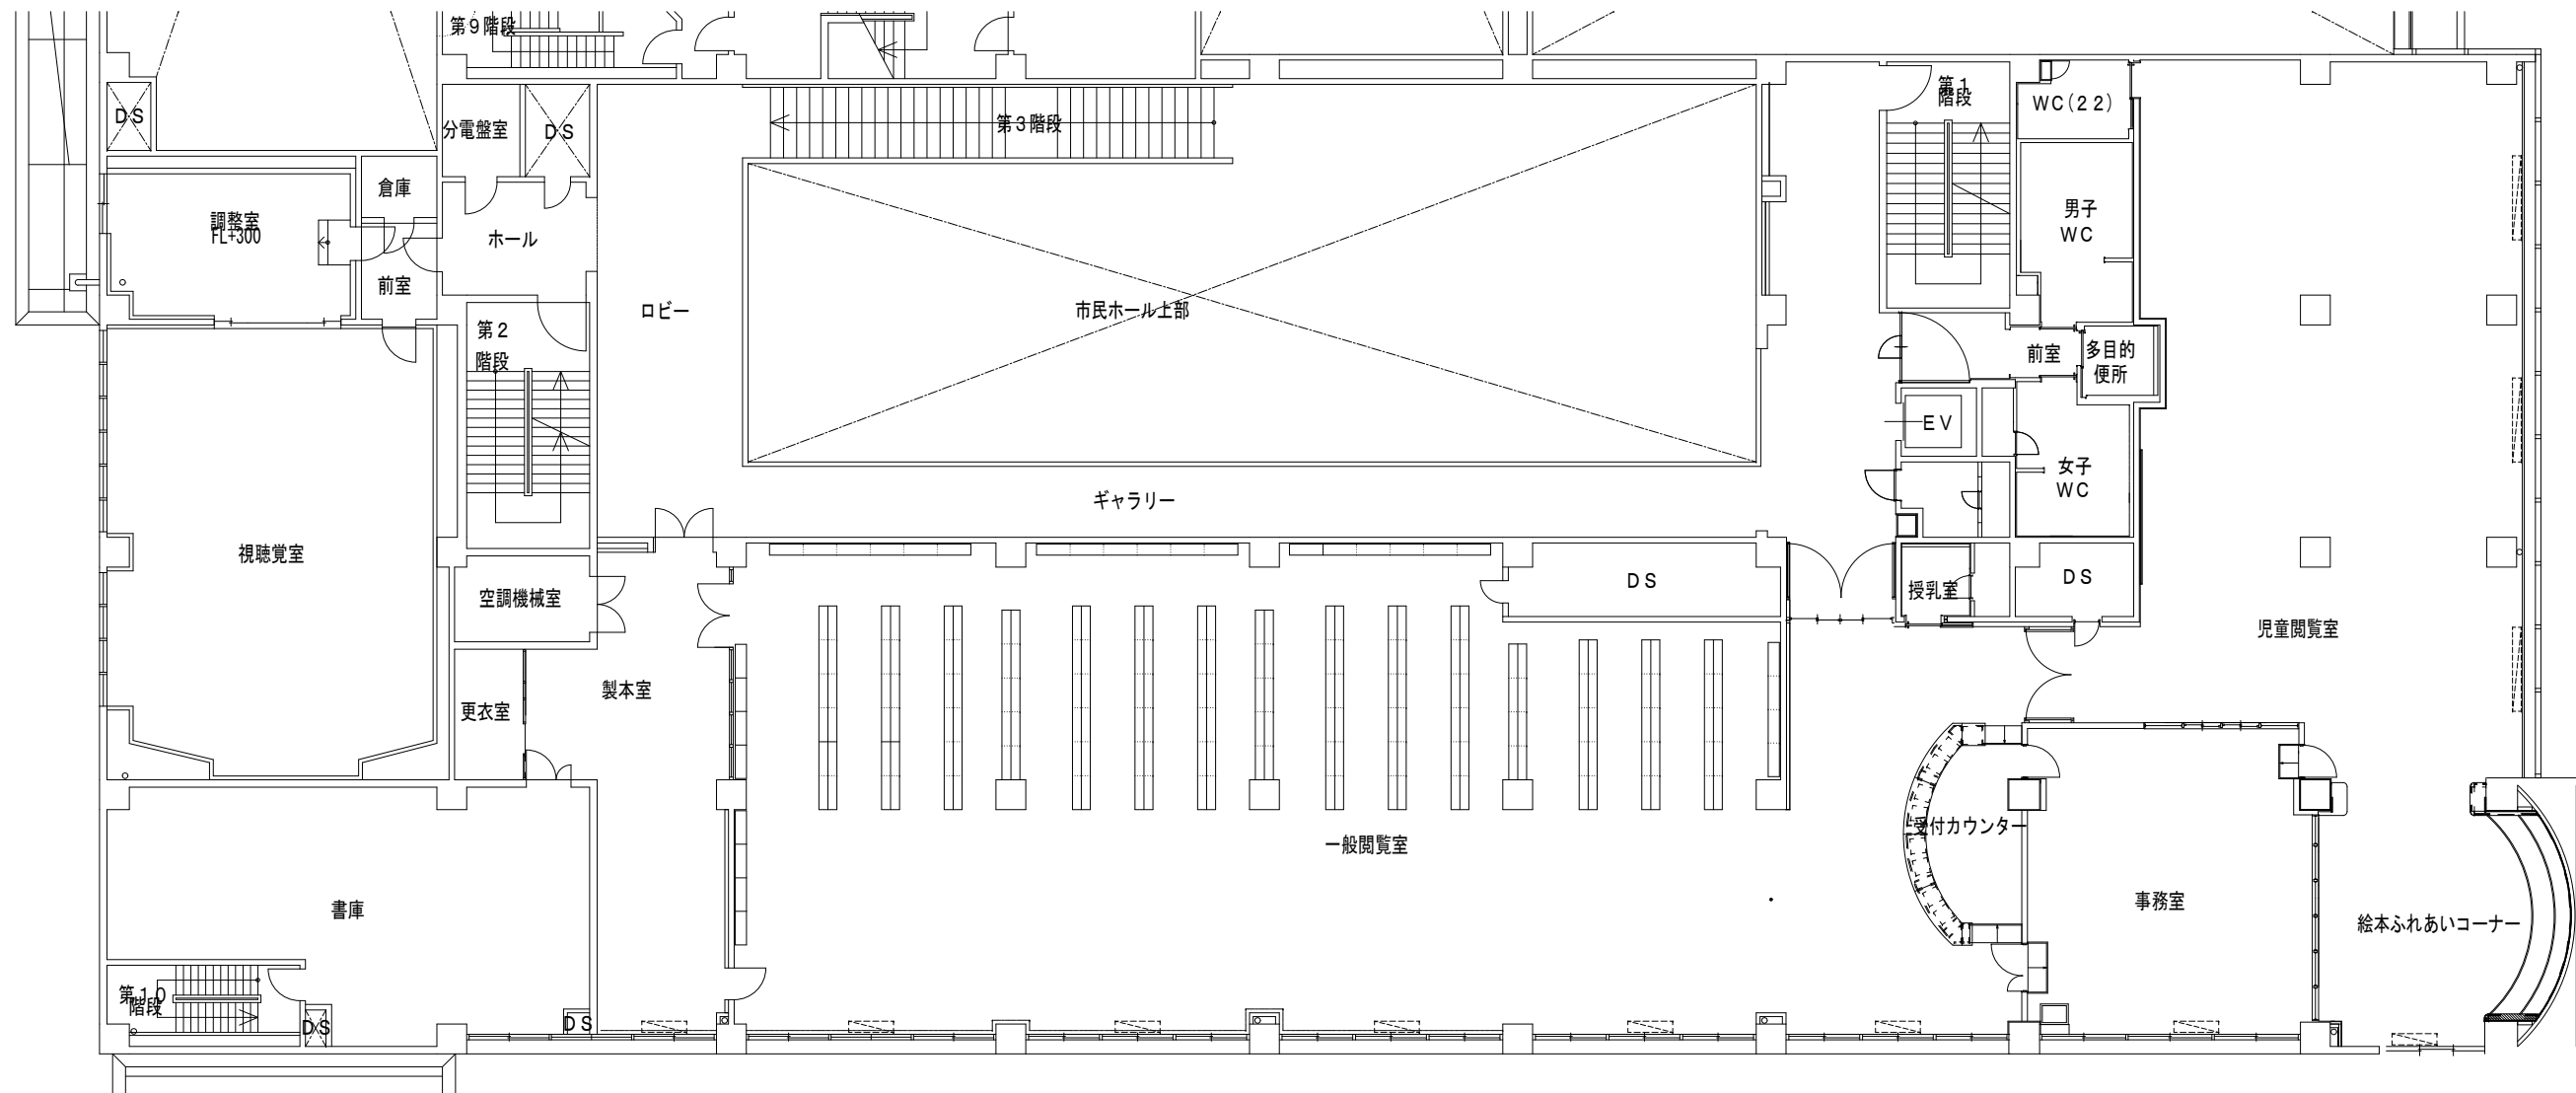 第９階段
第１
階段
ＷＣ(２２)
ＤＳ
分電盤室
ＤＳ
第３階段
倉庫
調整室
FL+300
ホール
男子
ＷＣ
前室
ロビー
市民ホール上部
第２
階段
前室
多目的
便所
ＥＶ
女子
ＷＣ
ギャラリー
視聴覚室
空調機械室
ＤＳ
授乳室
ＤＳ
児童閲覧室
製本室
更衣室
受付カウンター
一般閲覧室
書庫
事務室
絵本ふれあいコーナー
第１０
階段
ＤＳ
ＤＳ